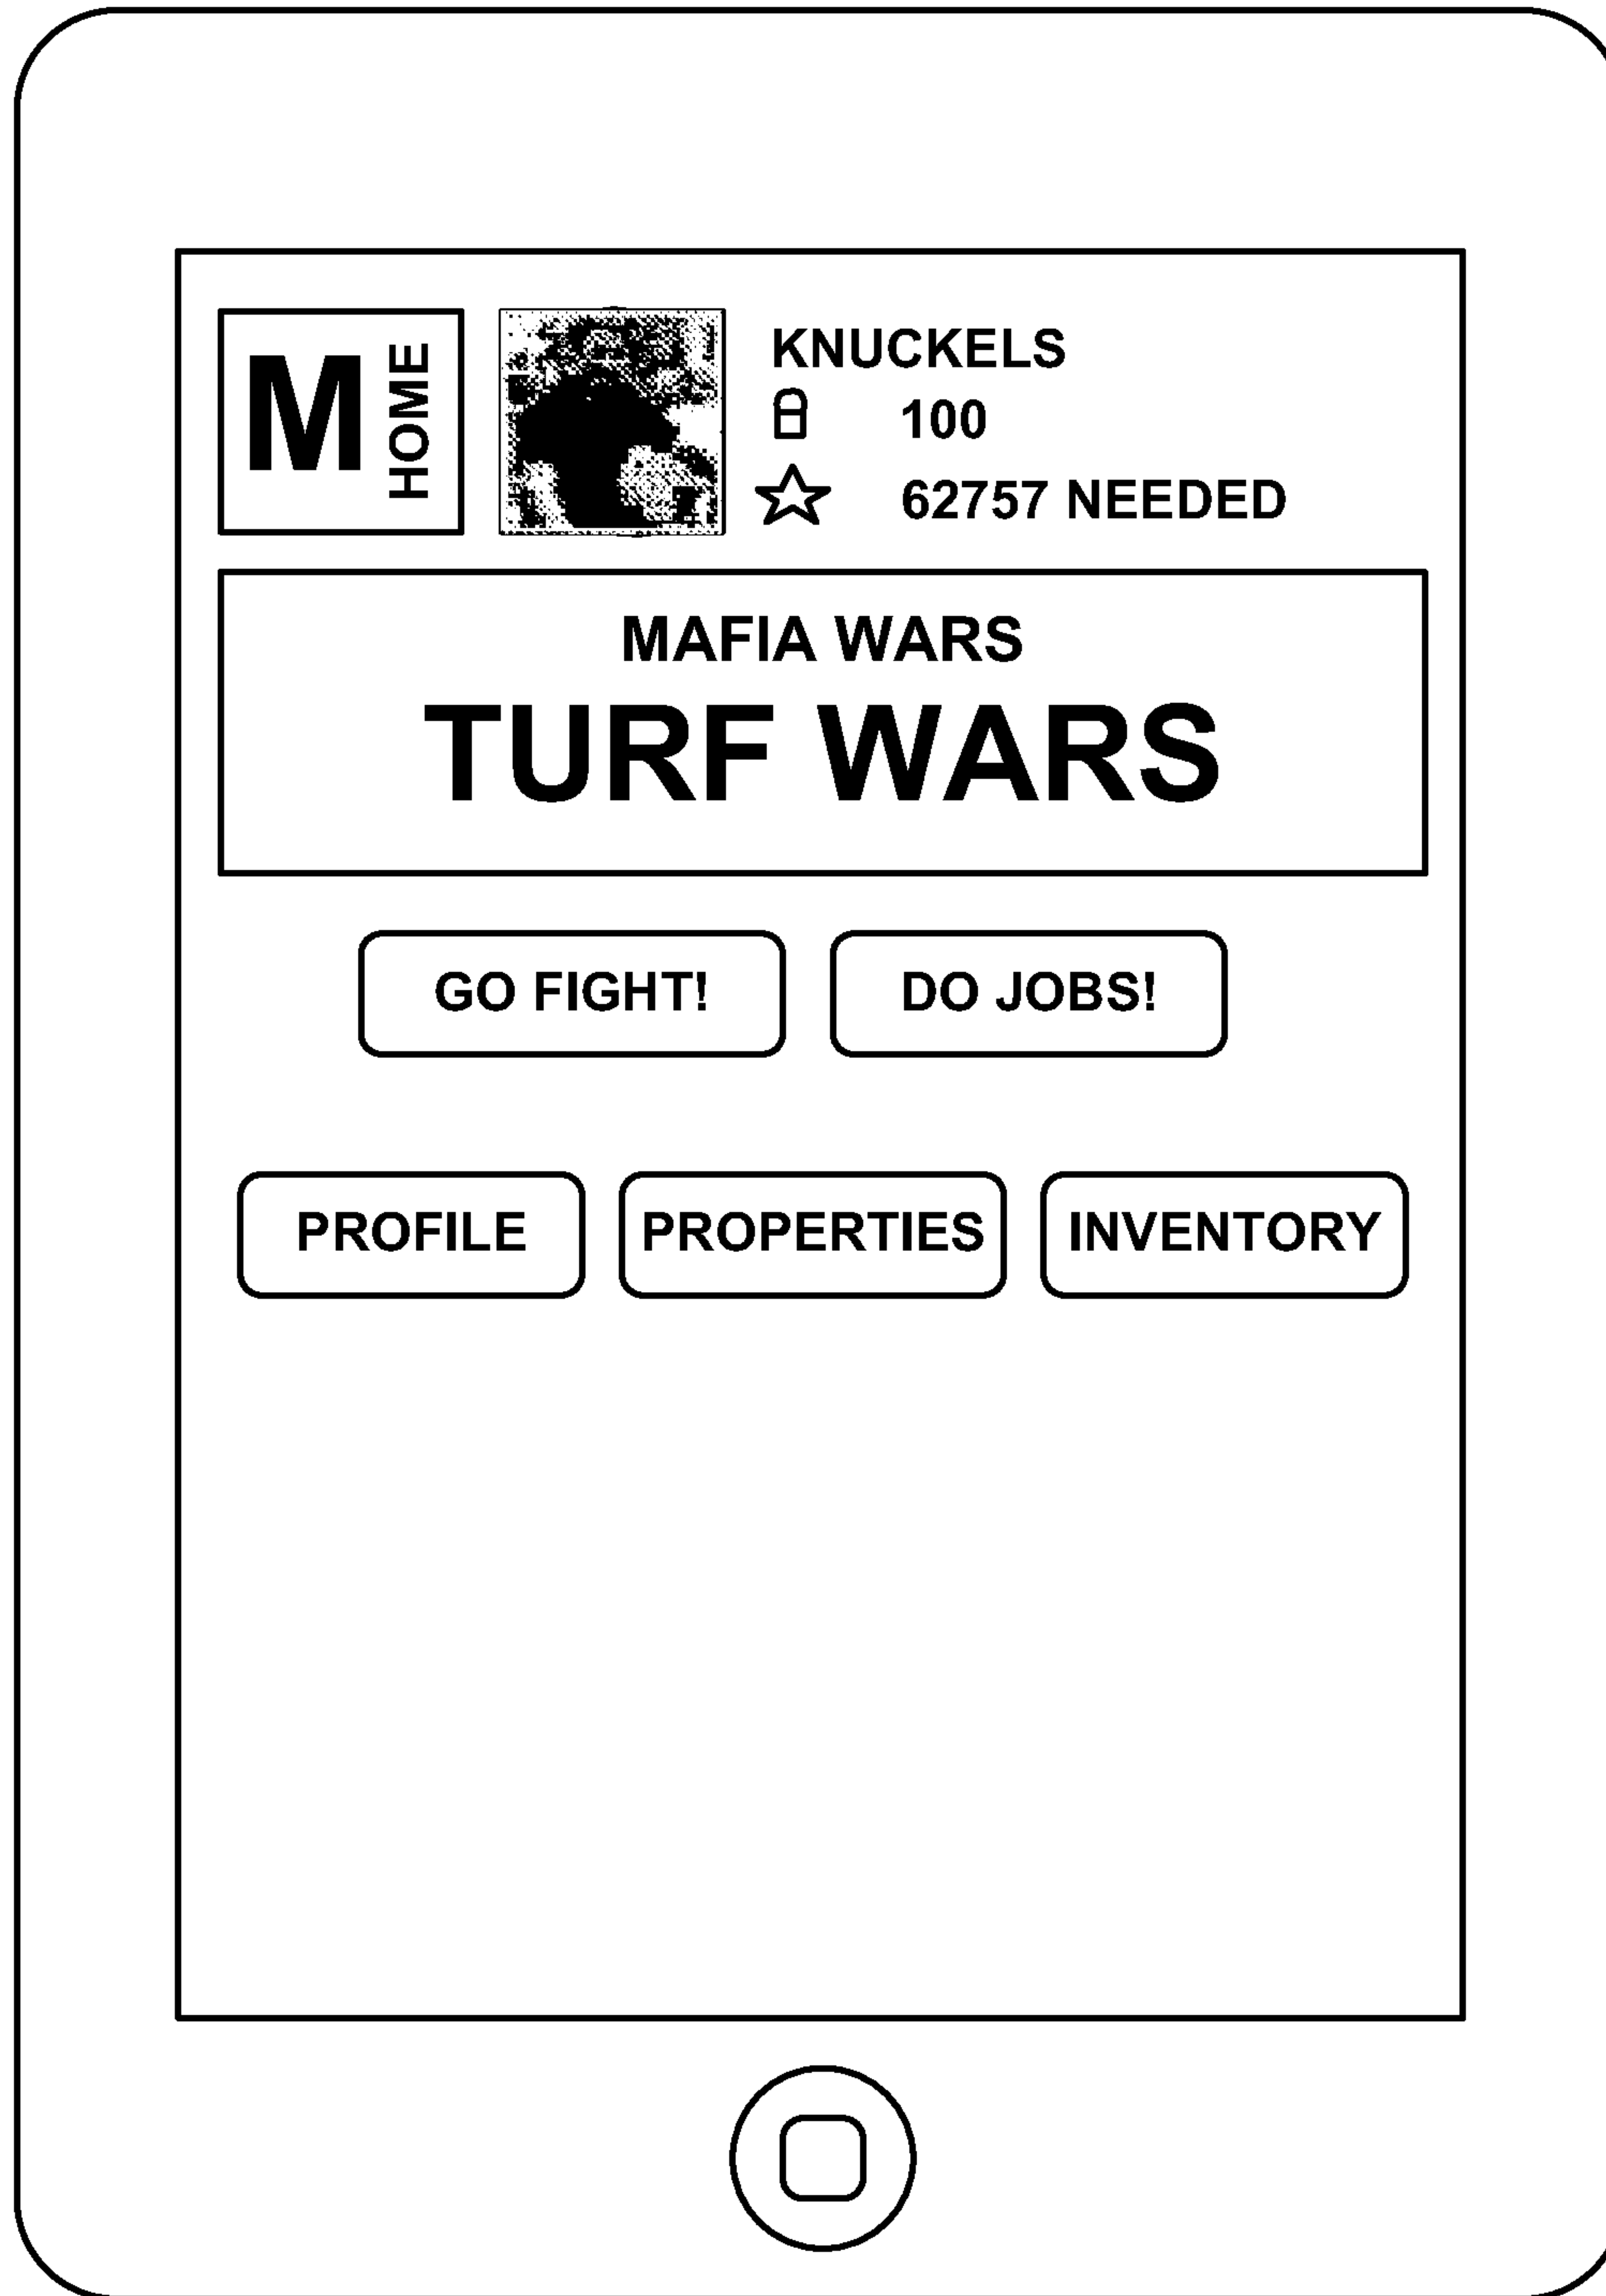 M HOME
KNUCKELS
100
62757 NEEDED
MAFIA WARS
TURF WARS
GO FIGHT! DO JOBS!
PROFILE PROPERTIES INVENTORY